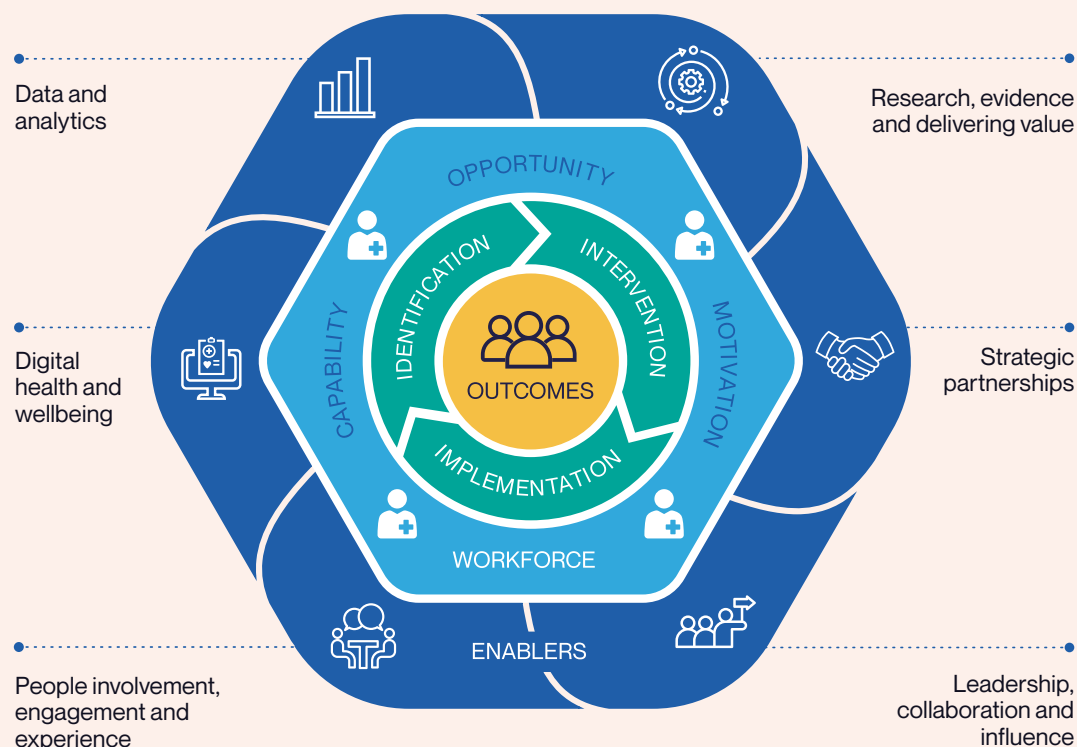 Data and
analytics
Research, evidence
and delivering value
OPPORTUNITY
IDENTIFICATION
INTERVENTION
CAPABILITY
MOTIVATION
OUTCOMES
Digital
health and
wellbeing
Strategic
partnerships
IMPLEMENTATION
WORKFORCE
ENABLERS
People involvement,
engagement and
experience
Leadership,
collaboration and
influence